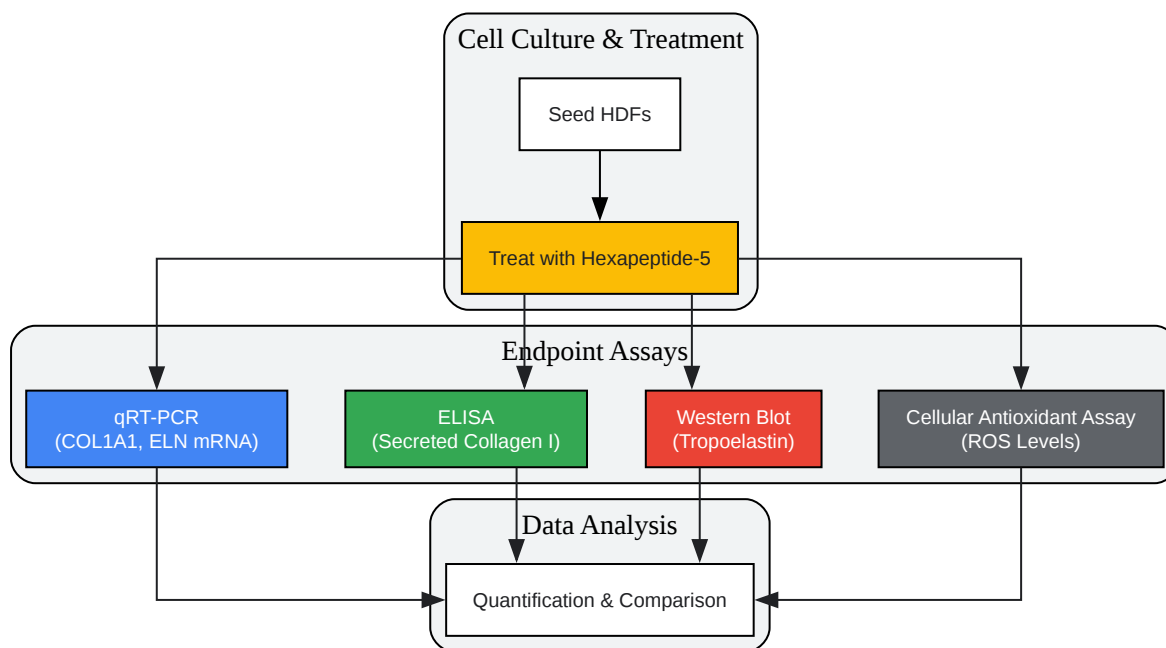 Cell Culture & Treatment
Seed HDFs
Treat with Hexapeptide-5
Endpoint Assays
qRT-PCR
(COL1A1, ELN mRNA)
ELISA
(Secreted Collagen I)
Western Blot
(Tropoelastin)
Cellular Antioxidant Assay
(ROS Levels)
Data Analysis
Quantification & Comparison